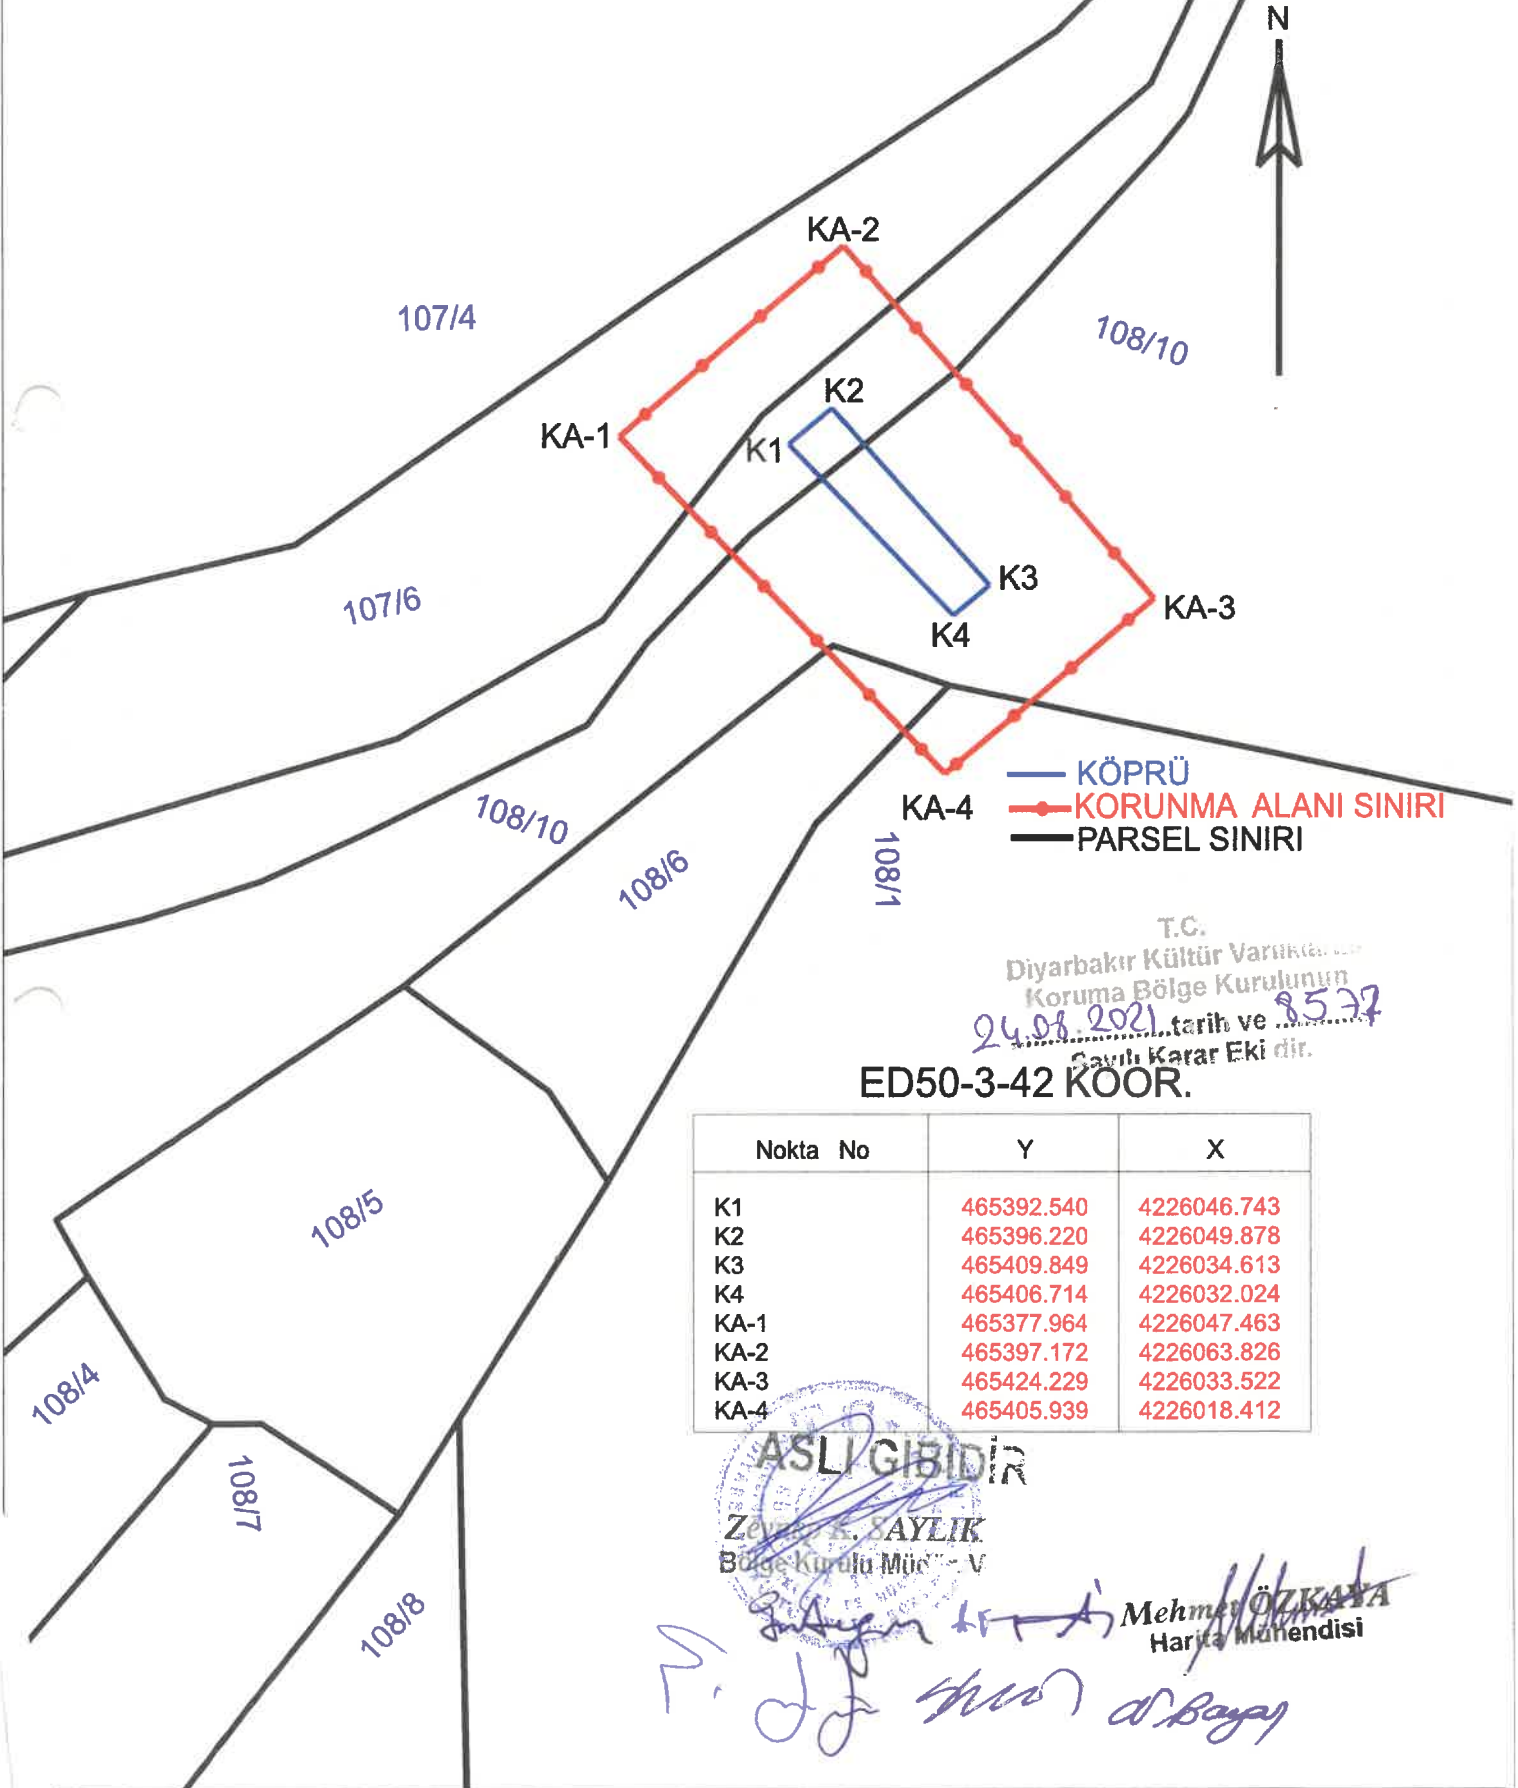 N
KA-2
107/4
108/10
K2
KA-1
K1
K3
107/6
KA-3
K4
KÖPRÜ
108/10
KA-4
KORUNMA ALANI SINIRI
PARSEL SINIRI
108/6
108/1
T.C.
Diyarbakır Kültür
Koruma Bölge Kurulunun
24.08.2021 tarih ve 8577
Sayılı Karar Eki dir.
ED50-3-42 KOOR.
Nokta No Y X
K1 465392.540 4226046.743
K2 465396.220 4226049.878
K3 465409.849 4226034.613
K4 465406.714 4226032.024
KA-1 465377.964 4226047.463
KA-2 465397.172 4226063.826
KA-3 465424.229 4226033.522
KA-4 465405.939 4226018.412
108/5
108/4
108/7
108/8
ASLI GİBİDİR
Zeynep K. SAYLIK
Bölge Kurulu Müdür V
Mehmet ÖZKAYA
Harita Mühendisi